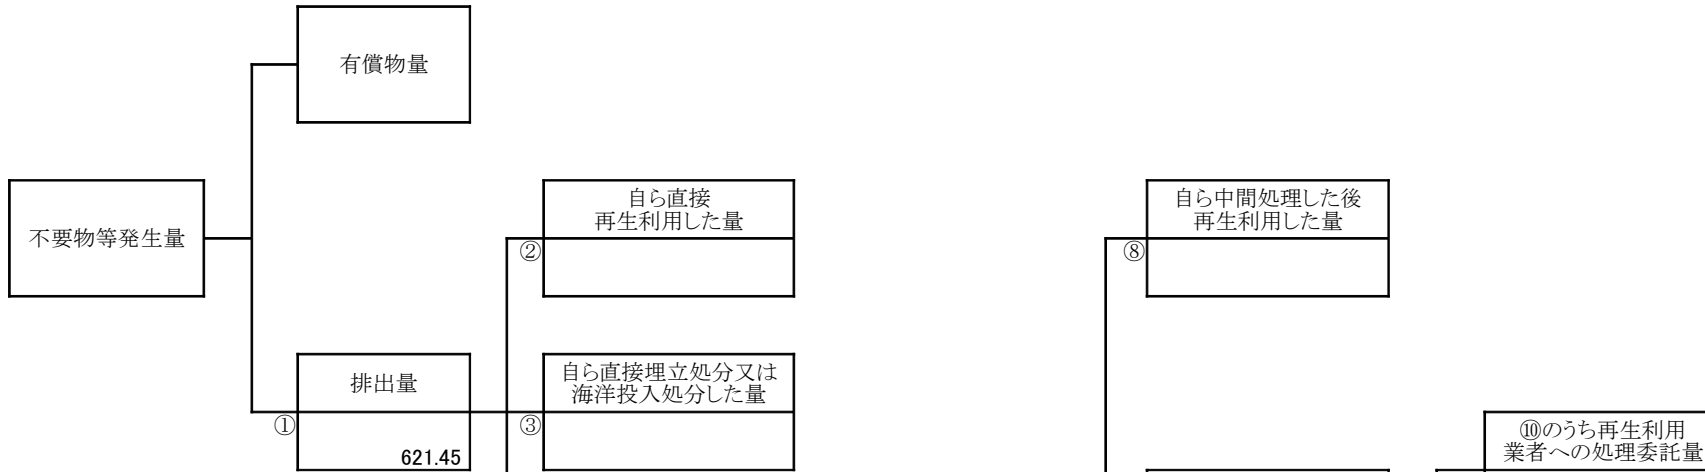 有償物量
不要物等発生量
自ら直接
再生利用した量
②
自ら中間処理した後
再生利用した量
⑧
排出量
①
621.45
自ら直接埋立処分又は
海洋投入処分した量
③
⑩のうち再生利用
業者への処理委託量